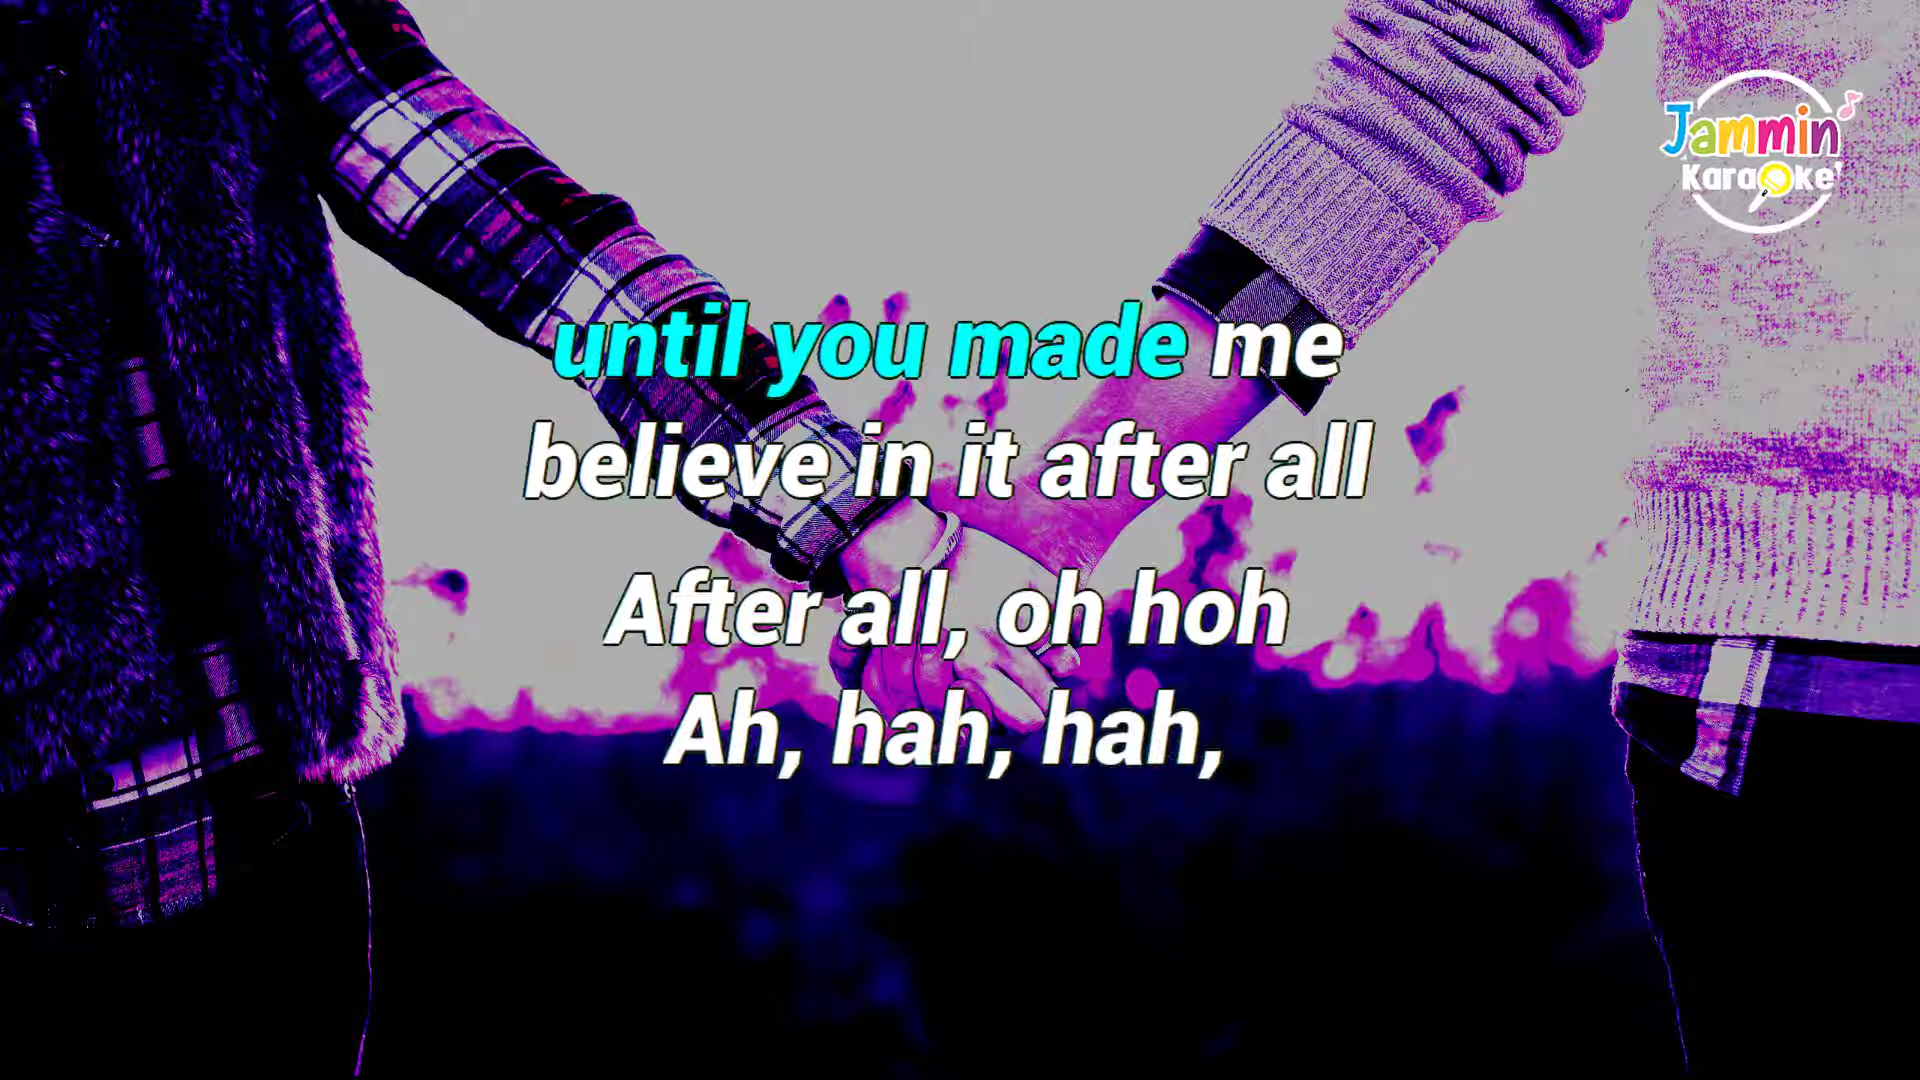 Jammin'
Karaoke
until you made me
believe in it after all
After all, oh hoh
Ah, hah, hah,